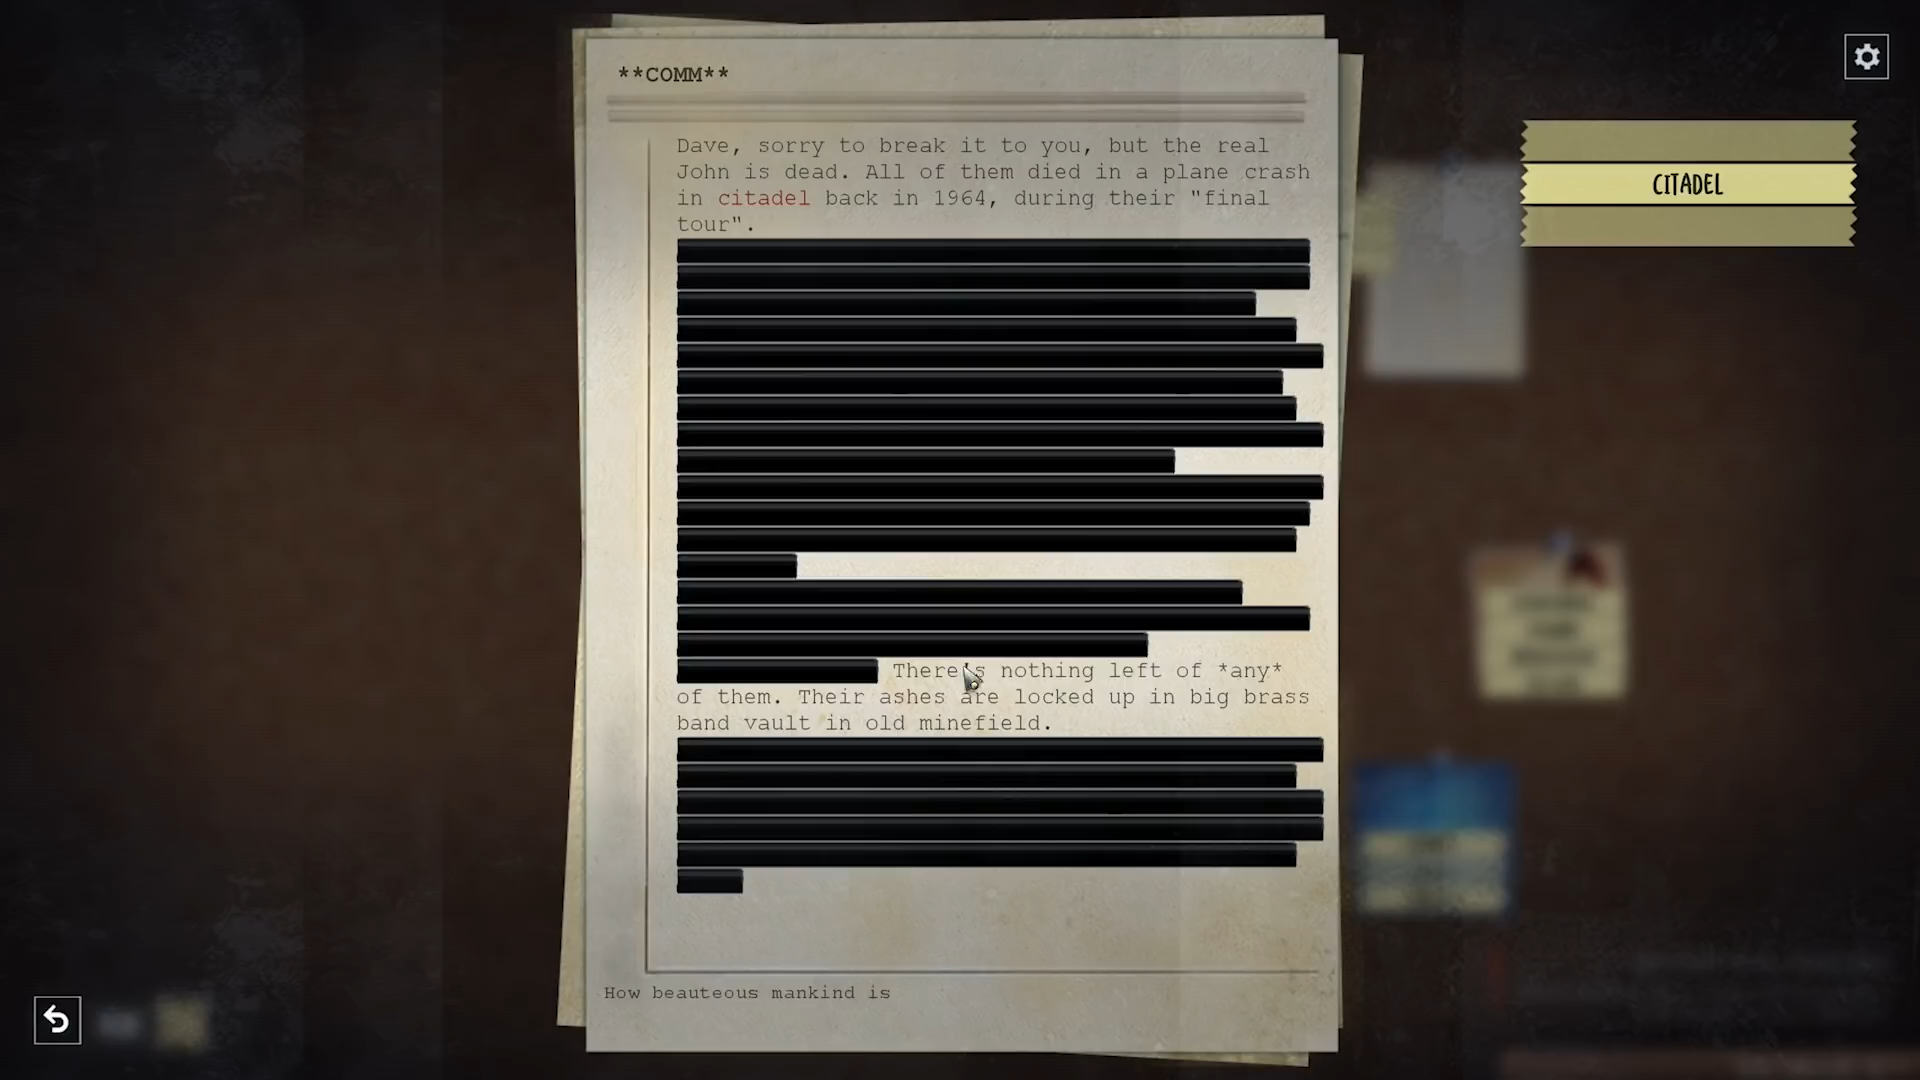 **COMM**
Dave, sorry to break it to you, but the real
John is dead. All of them died in a plane crash
in citadel back in 1964, during their "final
tour".
There's nothing left of *any*
of them. Their ashes are locked up in big brass
band vault in old minefield.
How beauteous mankind is
CITADEL